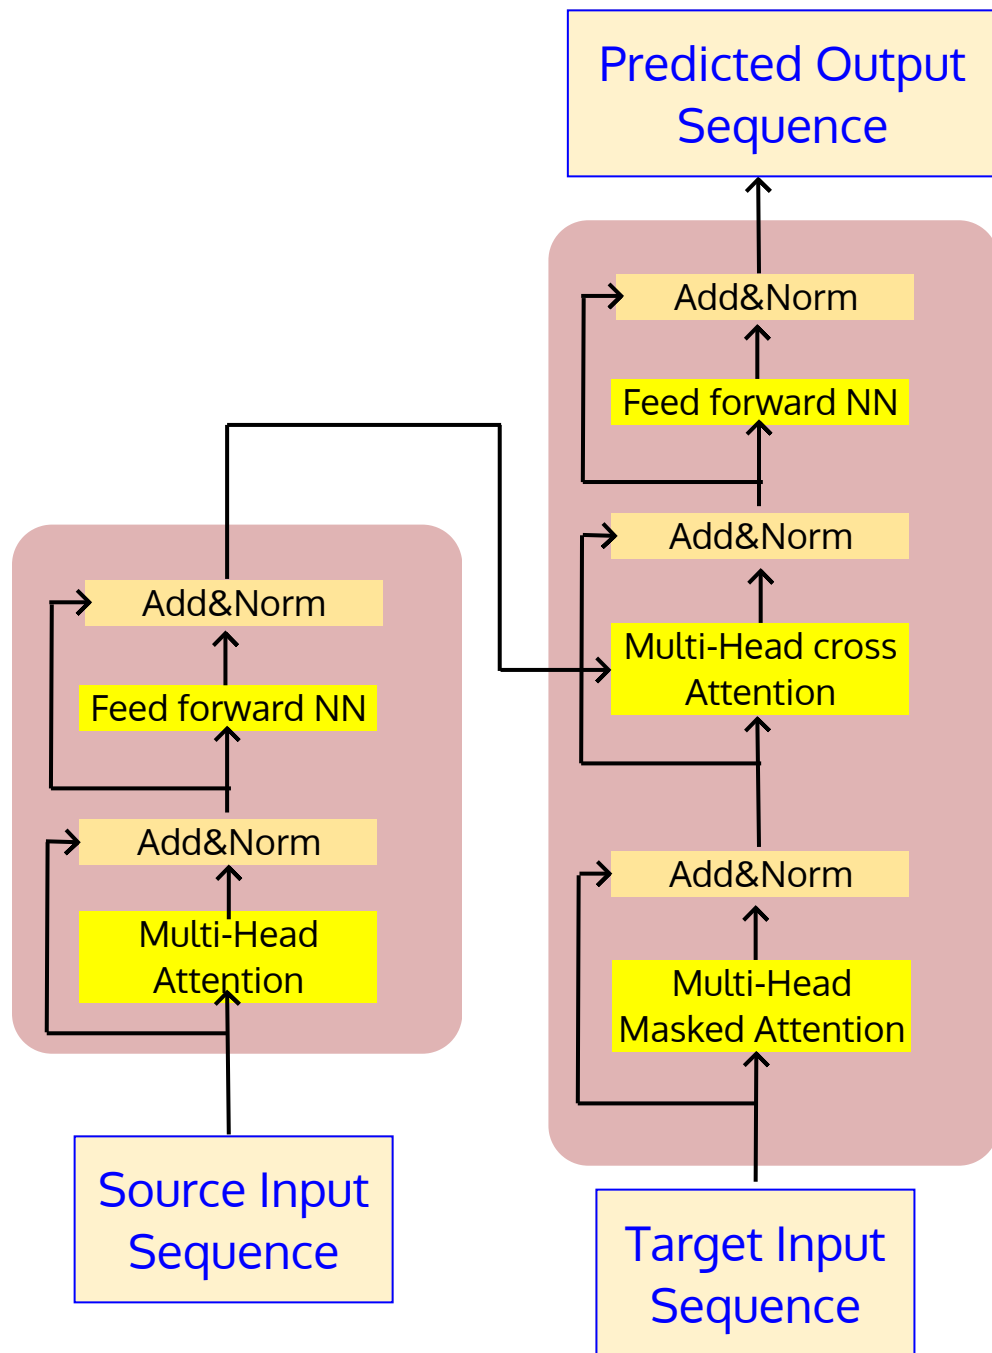 Predicted Output
Sequence
Add&Norm
Feed forward NN
Add&Norm
Multi-Head cross
Attention
Add&Norm
Multi-Head
Masked Attention
Target Input
Sequence
Add&Norm
Feed forward NN
Add&Norm
Multi-Head
Attention
Source Input
Sequence